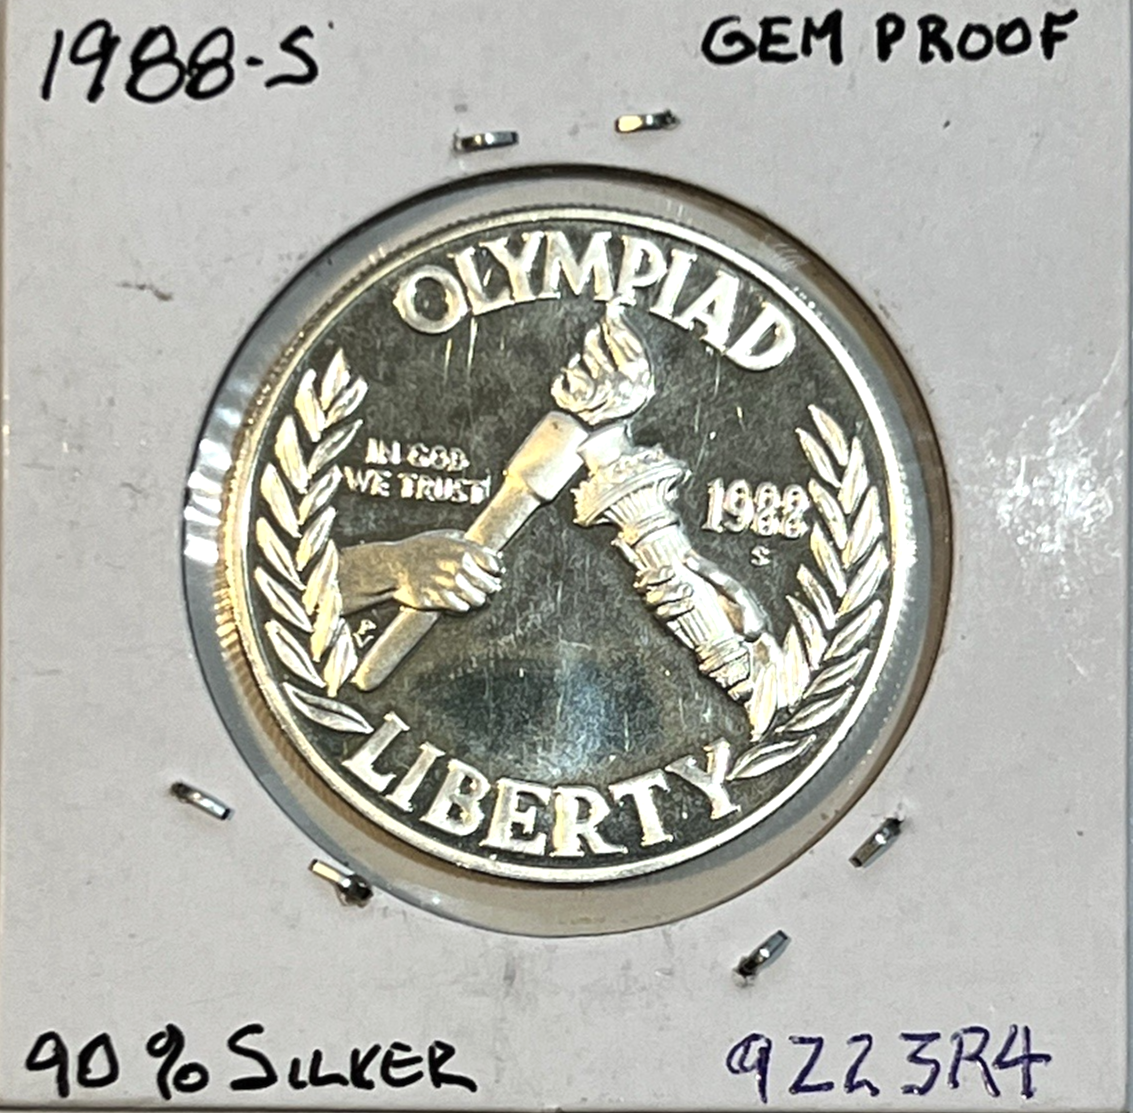 1988-S
GEM PROOF
OLYMPIAD
IN GOD
WE TRUST
1988
S
LIBERTY
90 % SILVER
9223R4